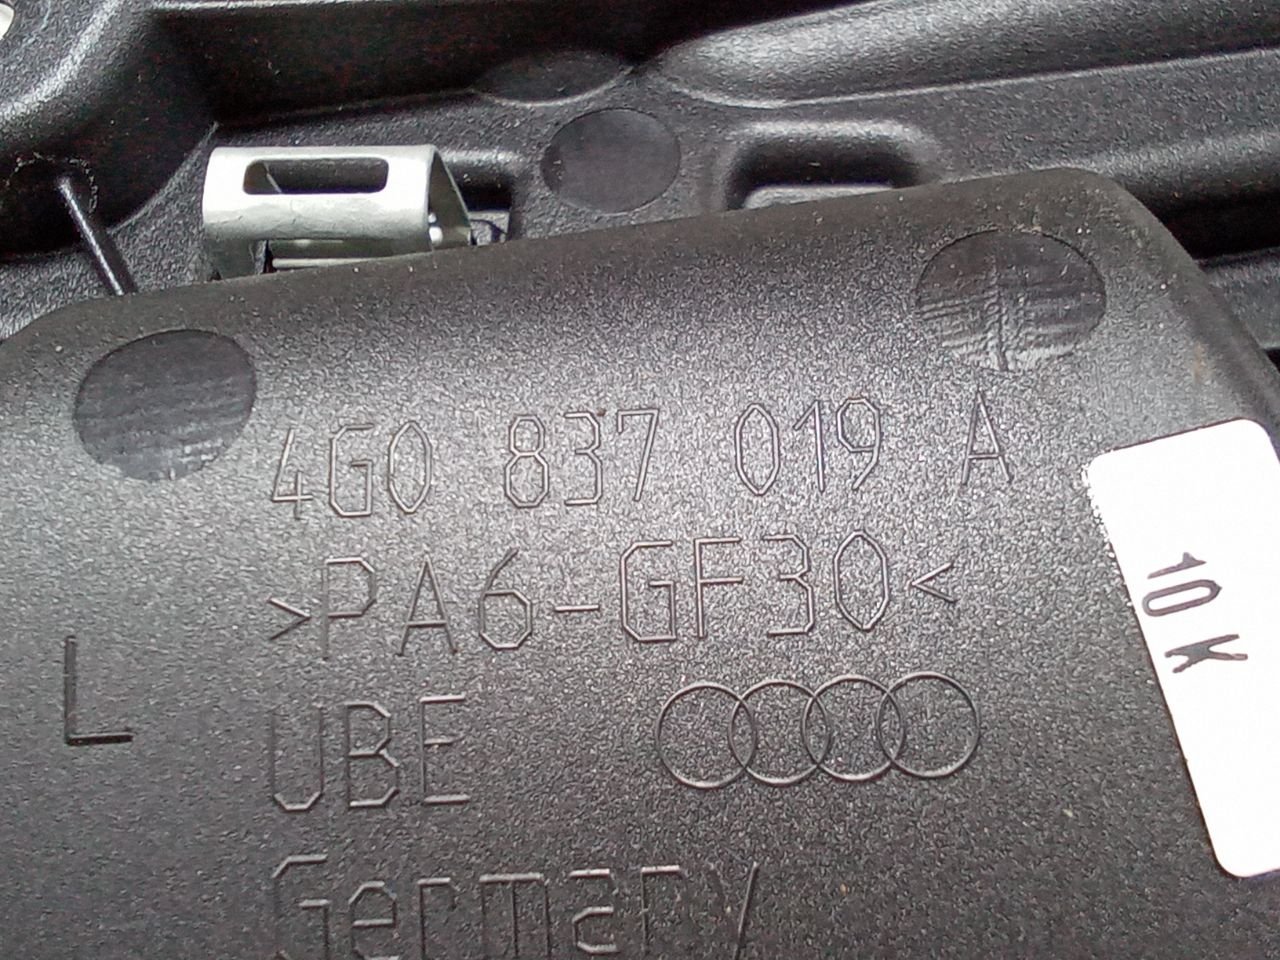 4G0 837 019 A
>PA6-GF30<
L
UBE
Germany
10 K